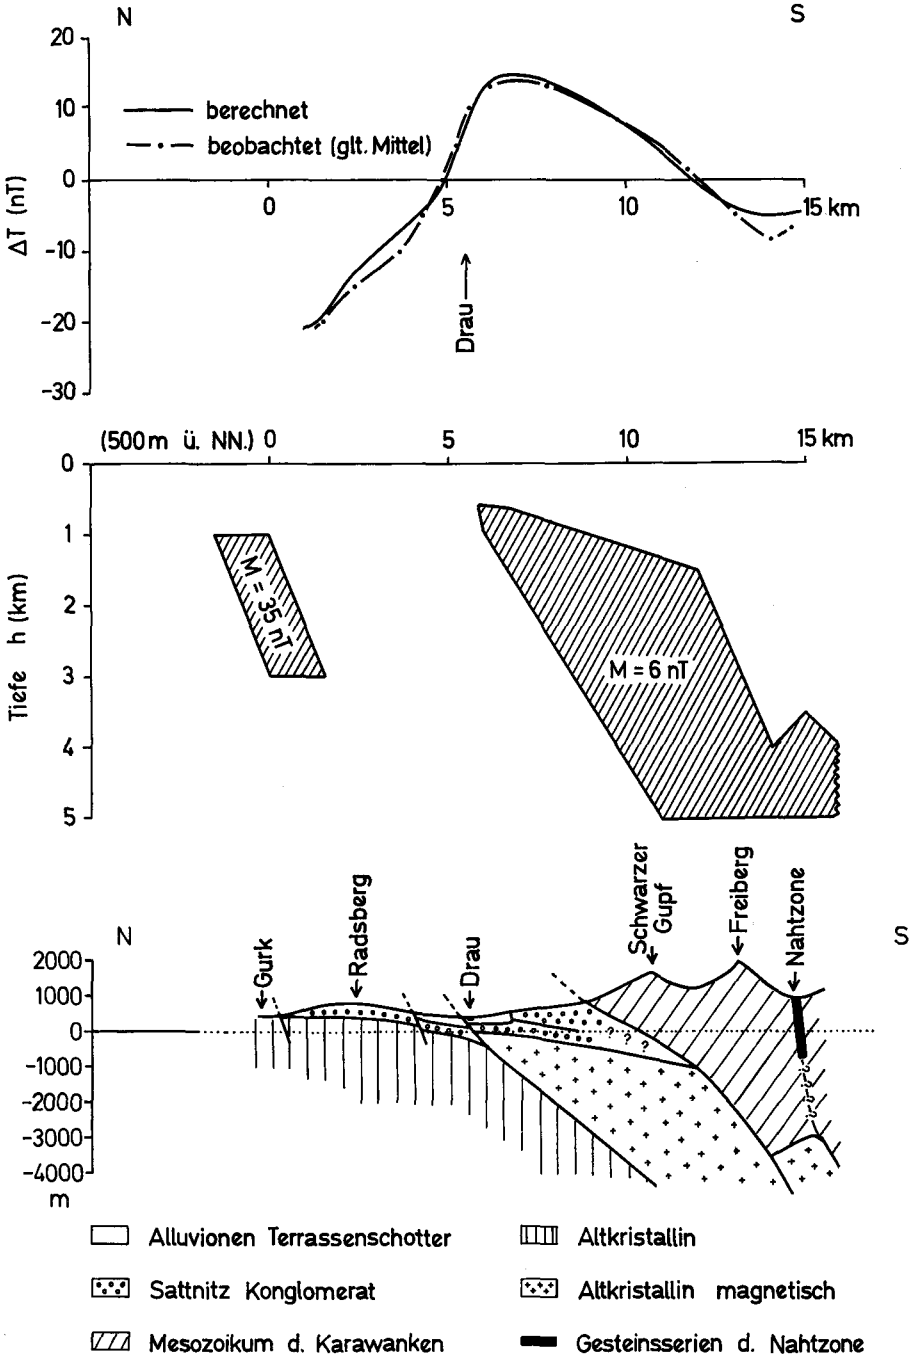 N S
20
10
0
-10
-20
-30
ΔT (nT)
berechnet
beobachtet (glt. Mittel)
0 5 10 15 km
Drau
(500 m ü. NN.) 0 5 10 15 km
0
1
2
3
4
5
Tiefe h (km)
M = 35 nT
M = 6 nT
N S
Gurk
Radsberg
Drau
Schwarzer
Gupf
Freiberg
Nahtzone
2000
1000
0
-1000
-2000
-3000
-4000
m
? ? ?
Alluvionen Terrassenschotter
Altkristallin
Sattnitz Konglomerat
Altkristallin magnetisch
Mesozoikum d. Karawanken
Gesteinsserien d. Nahtzone